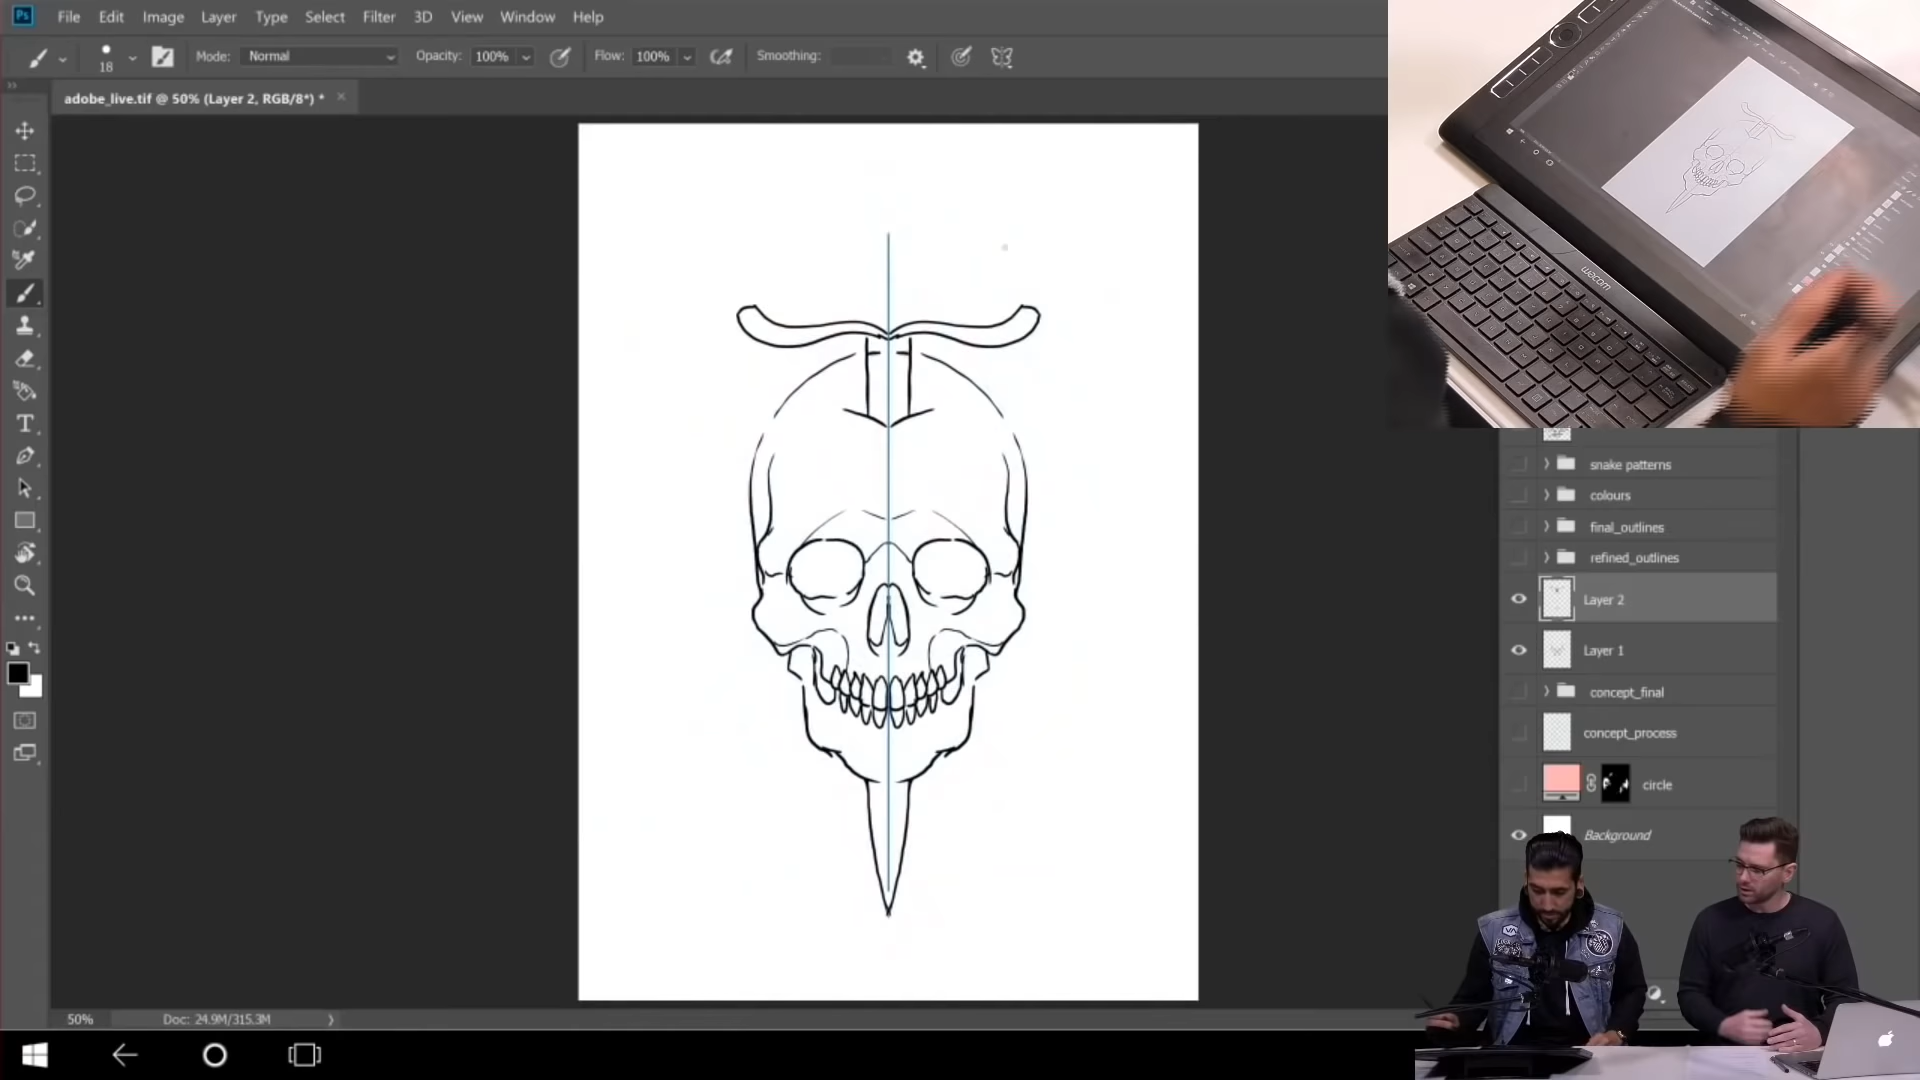 Ps File Edit Image Layer Type Select Filter 3D View Window Help
18 Mode: Normal Opacity: 100% Flow: 100% Smoothing:
adobe_live.tif @ 50% (Layer 2, RGB/8*) * ×
wacom
snake patterns
colours
final_outlines
refined_outlines
Layer 2
Layer 1
concept_final
concept_process
circle
Background
50% Doc: 24.9M/315.3M